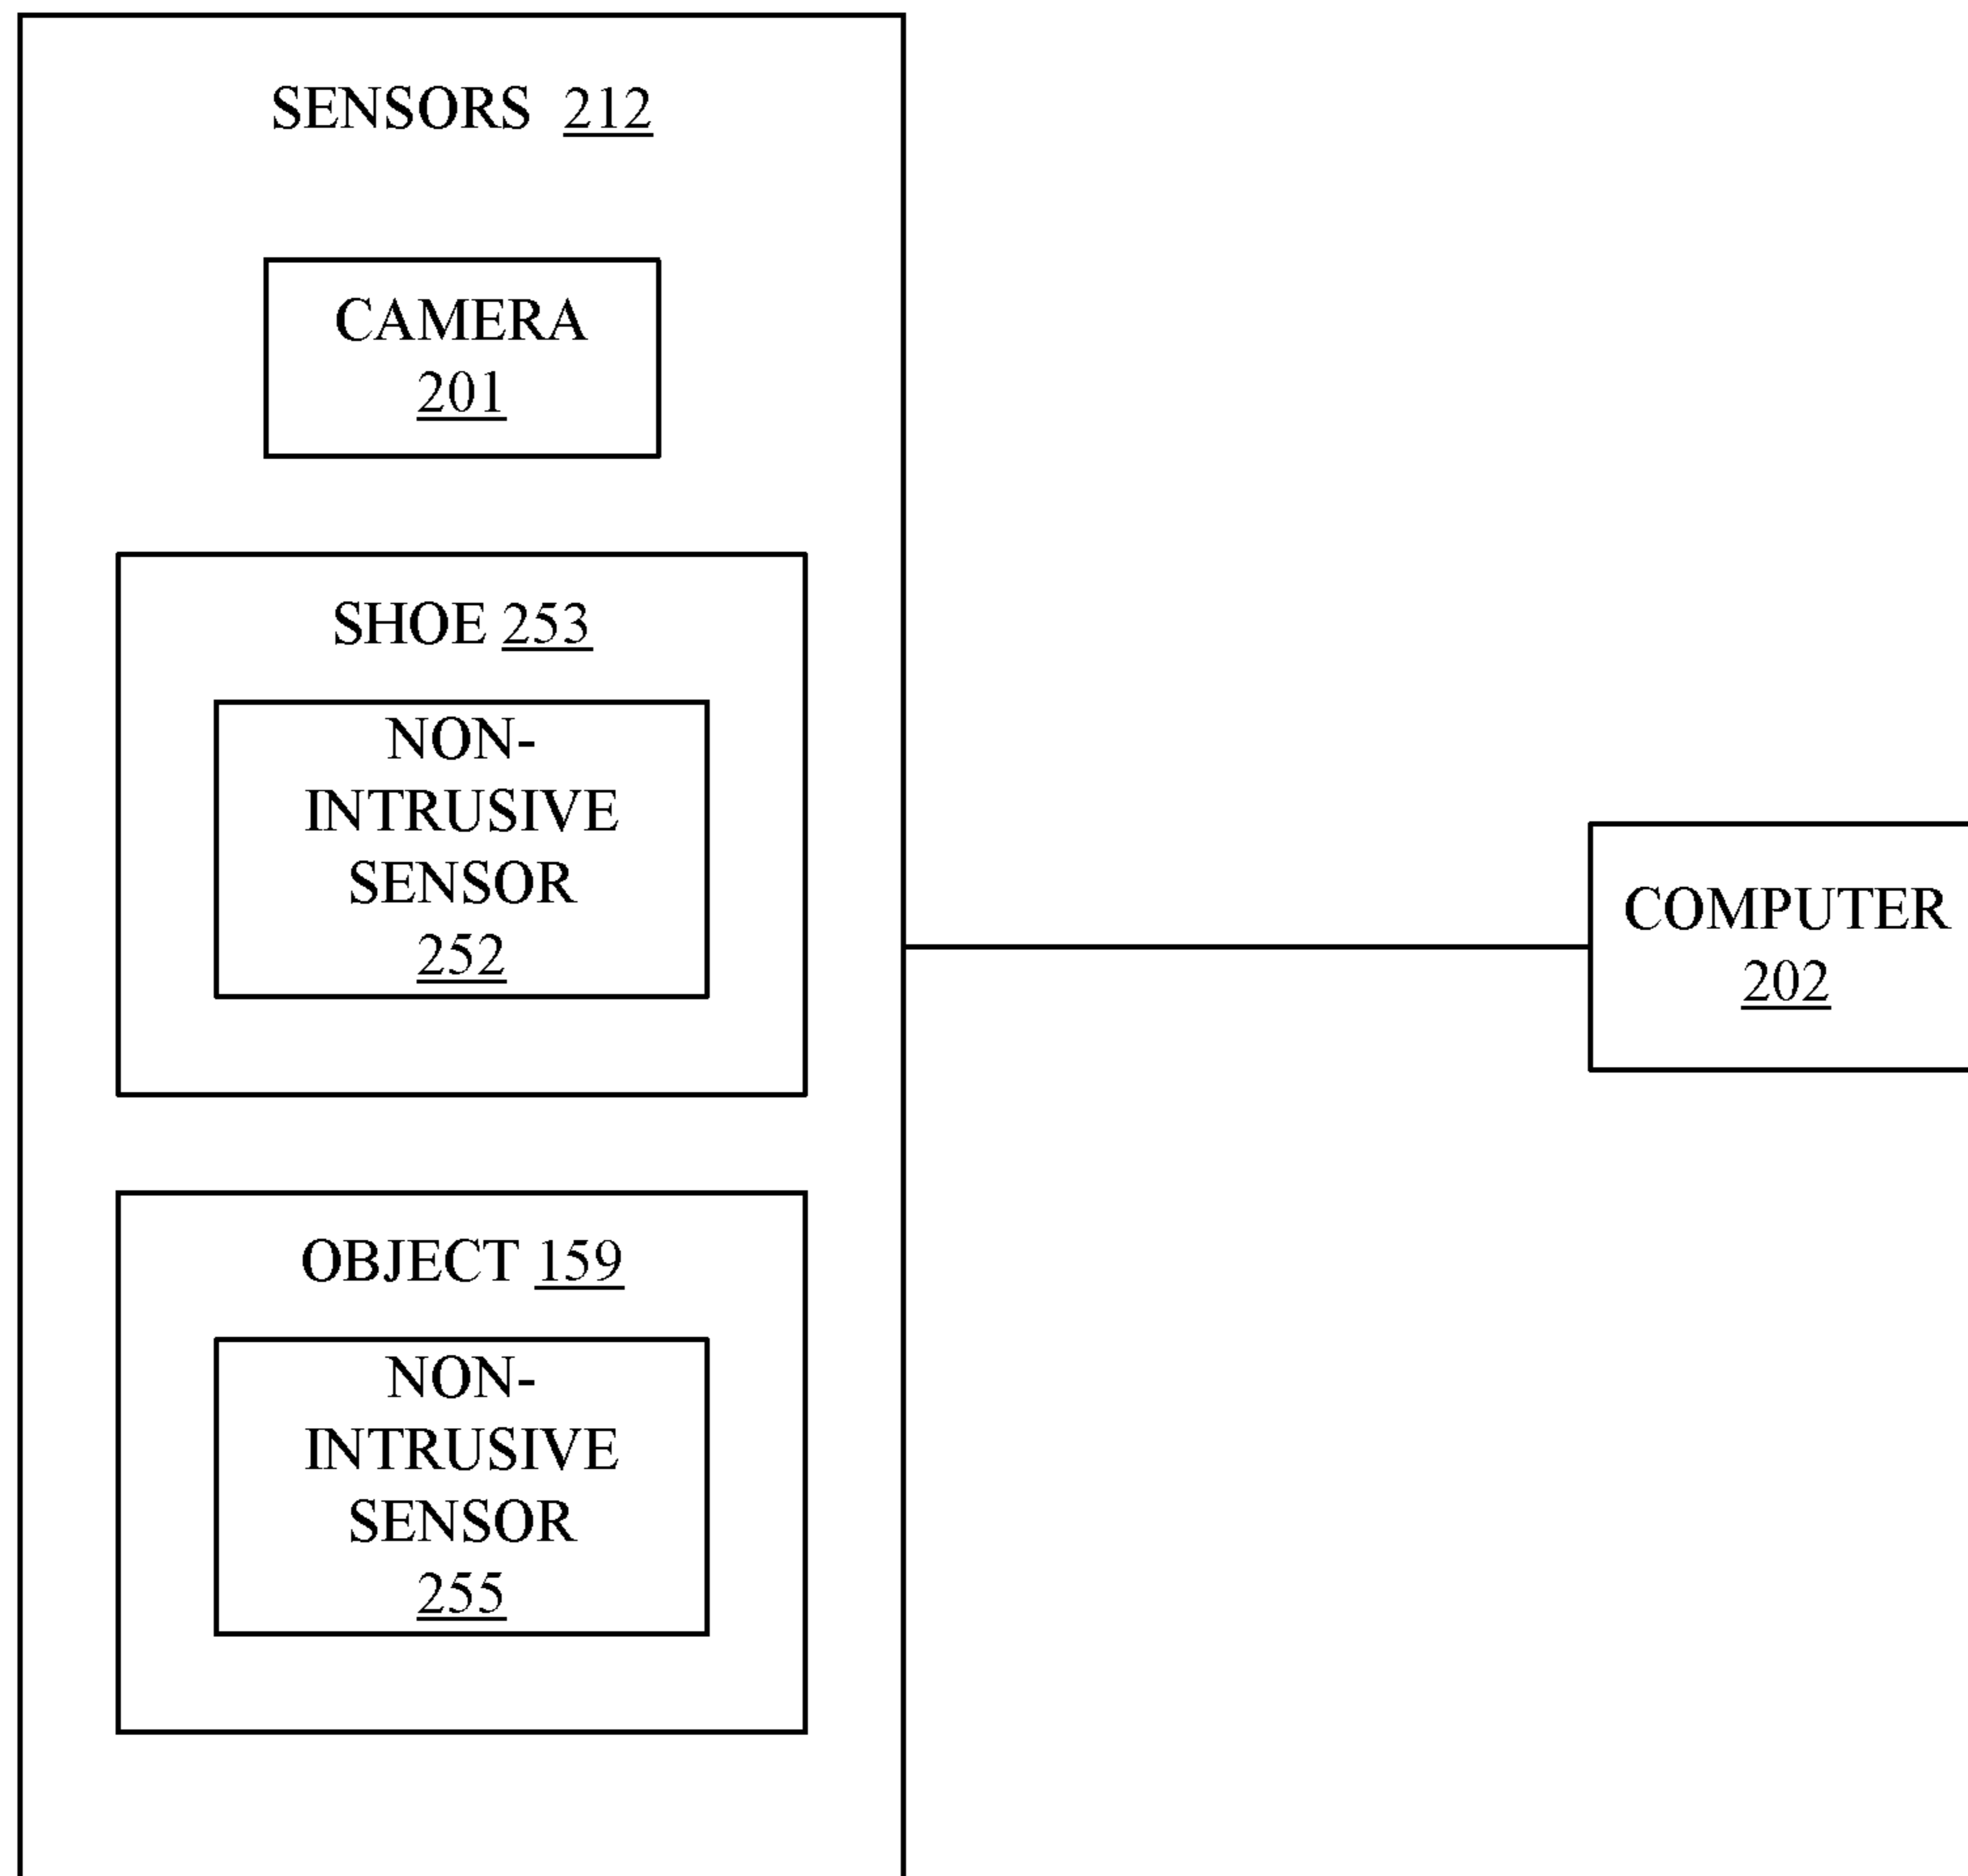 SENSORS 212
CAMERA
201
SHOE 253
NON-
INTRUSIVE
SENSOR
252
OBJECT 159
NON-
INTRUSIVE
SENSOR
255
COMPUTER
202